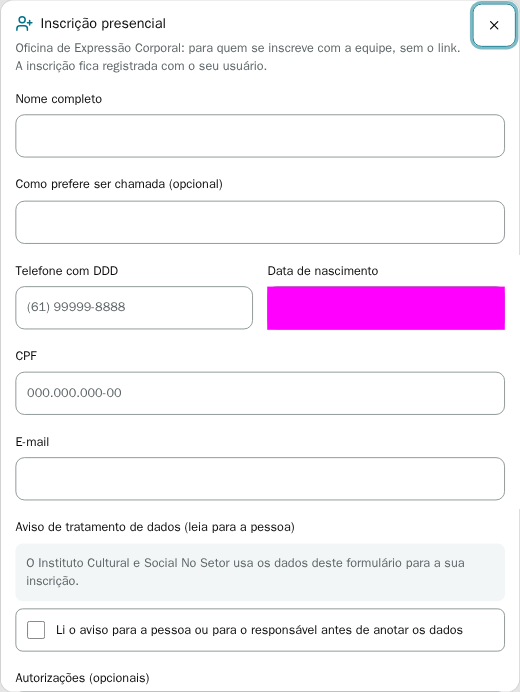 Inscrição presencial
Oficina de Expressão Corporal: para quem se inscreve com a equipe, sem o link.
A inscrição fica registrada com o seu usuário.
Nome completo
Como prefere ser chamada (opcional)
Telefone com DDD
Data de nascimento
(61) 99999-8888
CPF
000.000.000-00
E-mail
Aviso de tratamento de dados (leia para a pessoa)
O Instituto Cultural e Social No Setor usa os dados deste formulário para a sua
inscrição.
Li o aviso para a pessoa ou para o responsável antes de anotar os dados
Autorizações (opcionais)